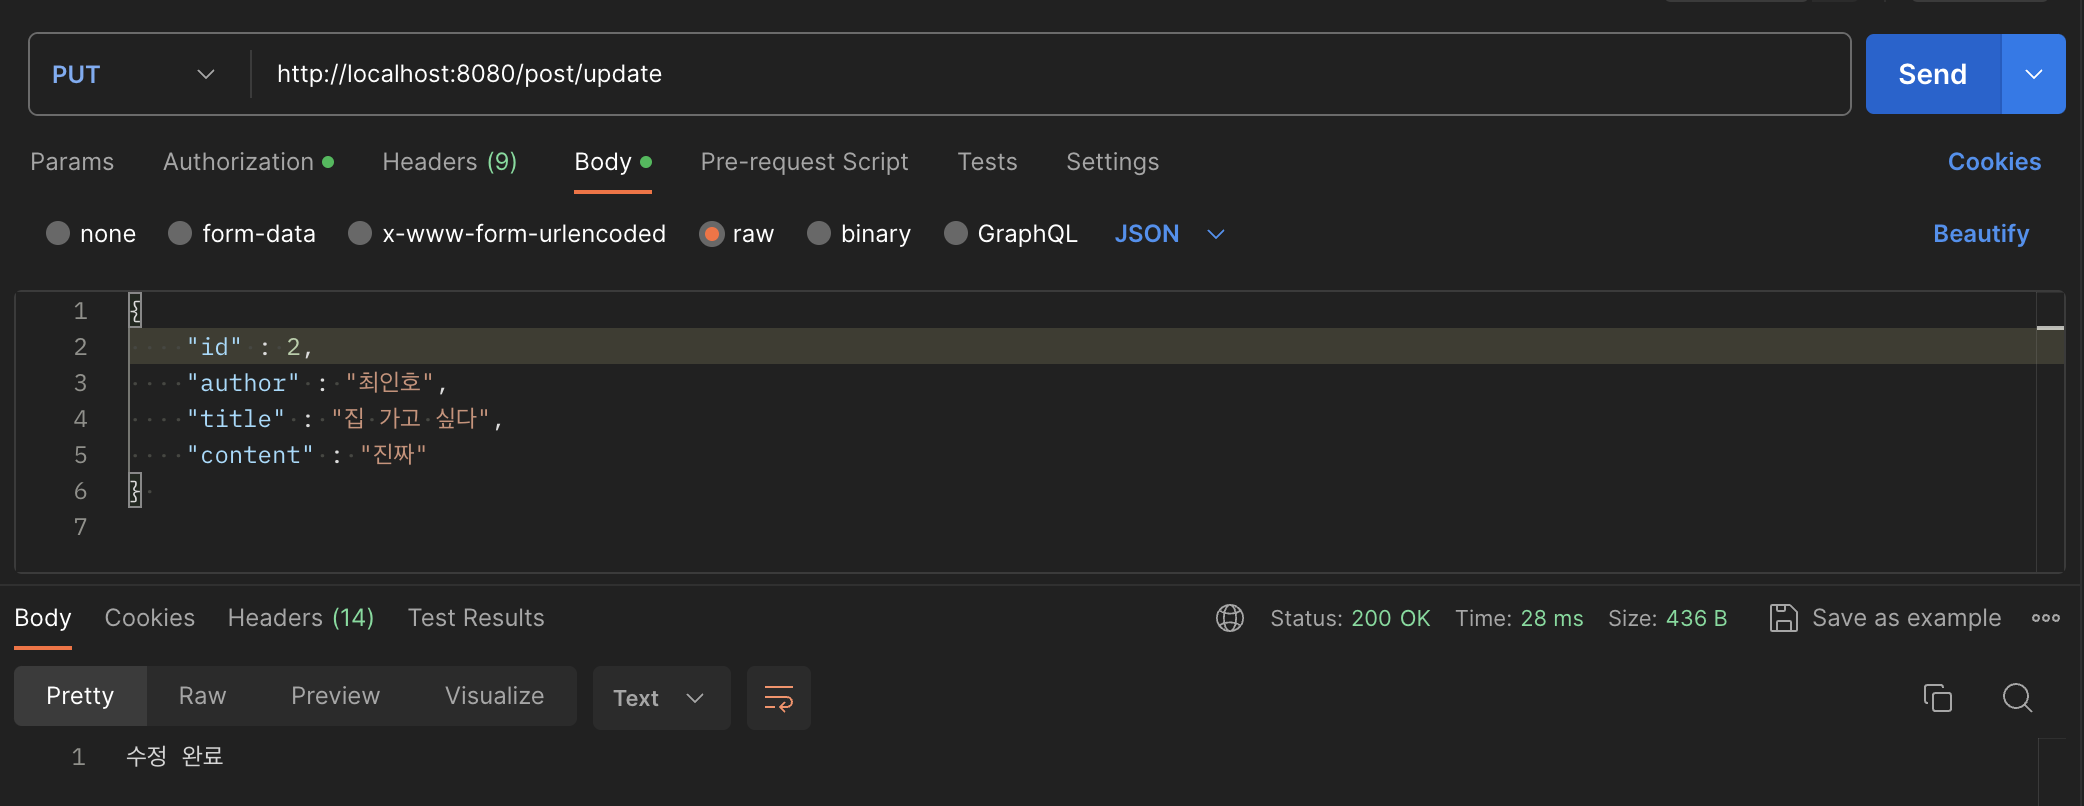 PUT http://localhost:8080/post/update Send
Params Authorization Headers (9) Body Pre-request Script Tests Settings Cookies
none form-data x-www-form-urlencoded raw binary GraphQL JSON Beautify
1 {
2 "id" : 2,
3 "author" : "최인호",
4 "title" : "집 가고 싶다",
5 "content" : "진짜"
6 }
7
Body Cookies Headers (14) Test Results Status: 200 OK Time: 28 ms Size: 436 B Save as example
Pretty Raw Preview Visualize Text
1 수정 완료